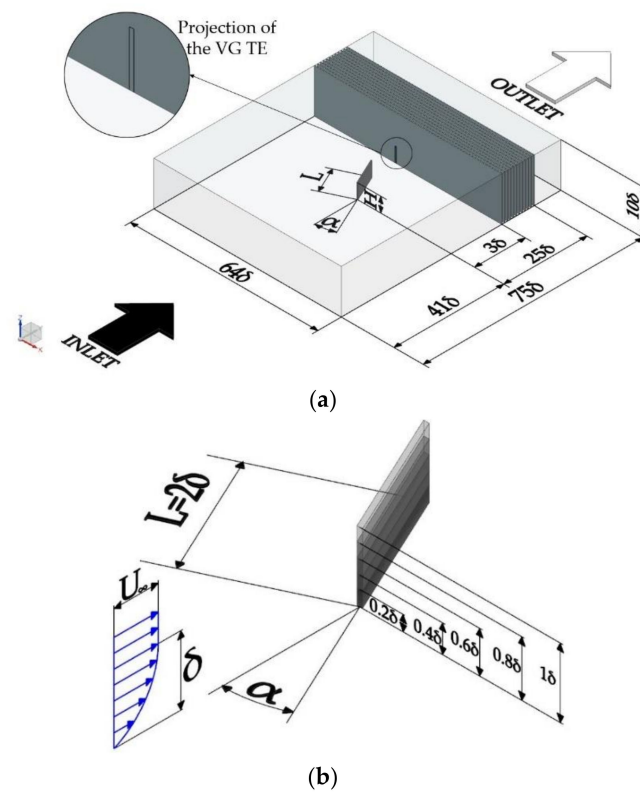 Projection of
the VG TE
OUTLET
L
H
α
10δ
3δ
25δ
64δ
41δ
75δ
INLET
(a)
L=2δ
U∞
δ
α
0.2δ
0.4δ
0.6δ
0.8δ
1δ
(b)